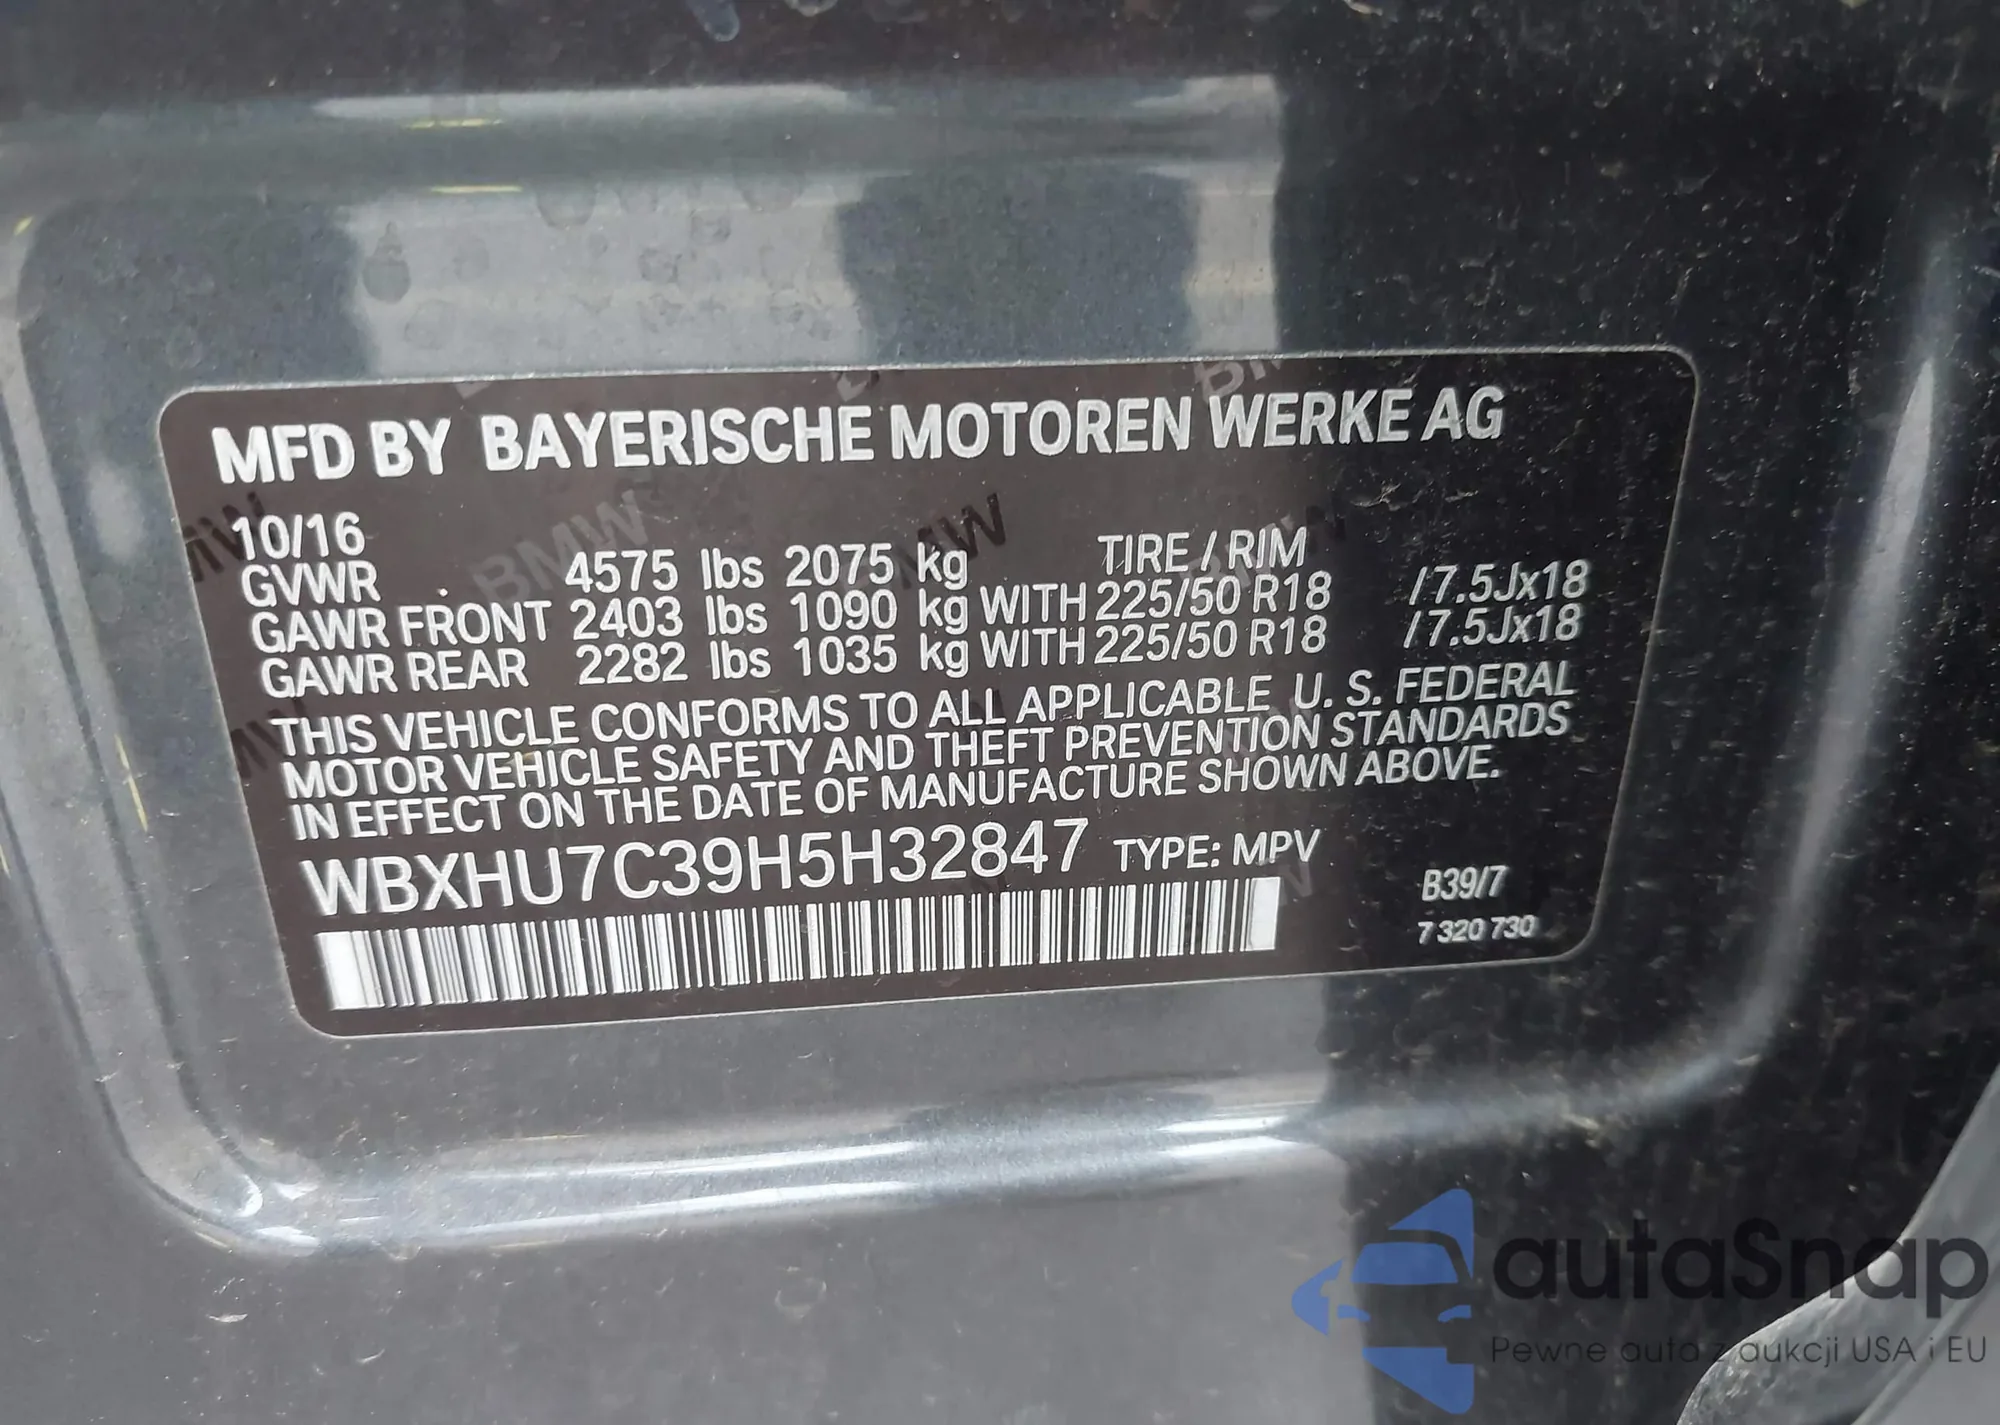 MFD BY BAYERISCHE MOTOREN WERKE AG
10/16 TIRE / RIM
GVWR 4575 lbs 2075 kg
GAWR FRONT 2403 lbs 1090 kg WITH 225/50 R18 /7.5Jx18
GAWR REAR 2282 lbs 1035 kg WITH 225/50 R18 /7.5Jx18
THIS VEHICLE CONFORMS TO ALL APPLICABLE U. S. FEDERAL
MOTOR VEHICLE SAFETY AND THEFT PREVENTION STANDARDS
IN EFFECT ON THE DATE OF MANUFACTURE SHOWN ABOVE.
WBXHU7C39H5H32847 TYPE: MPV
B39/7
7 320 730
autaSnap
Pewne auta z aukcji USA i EU